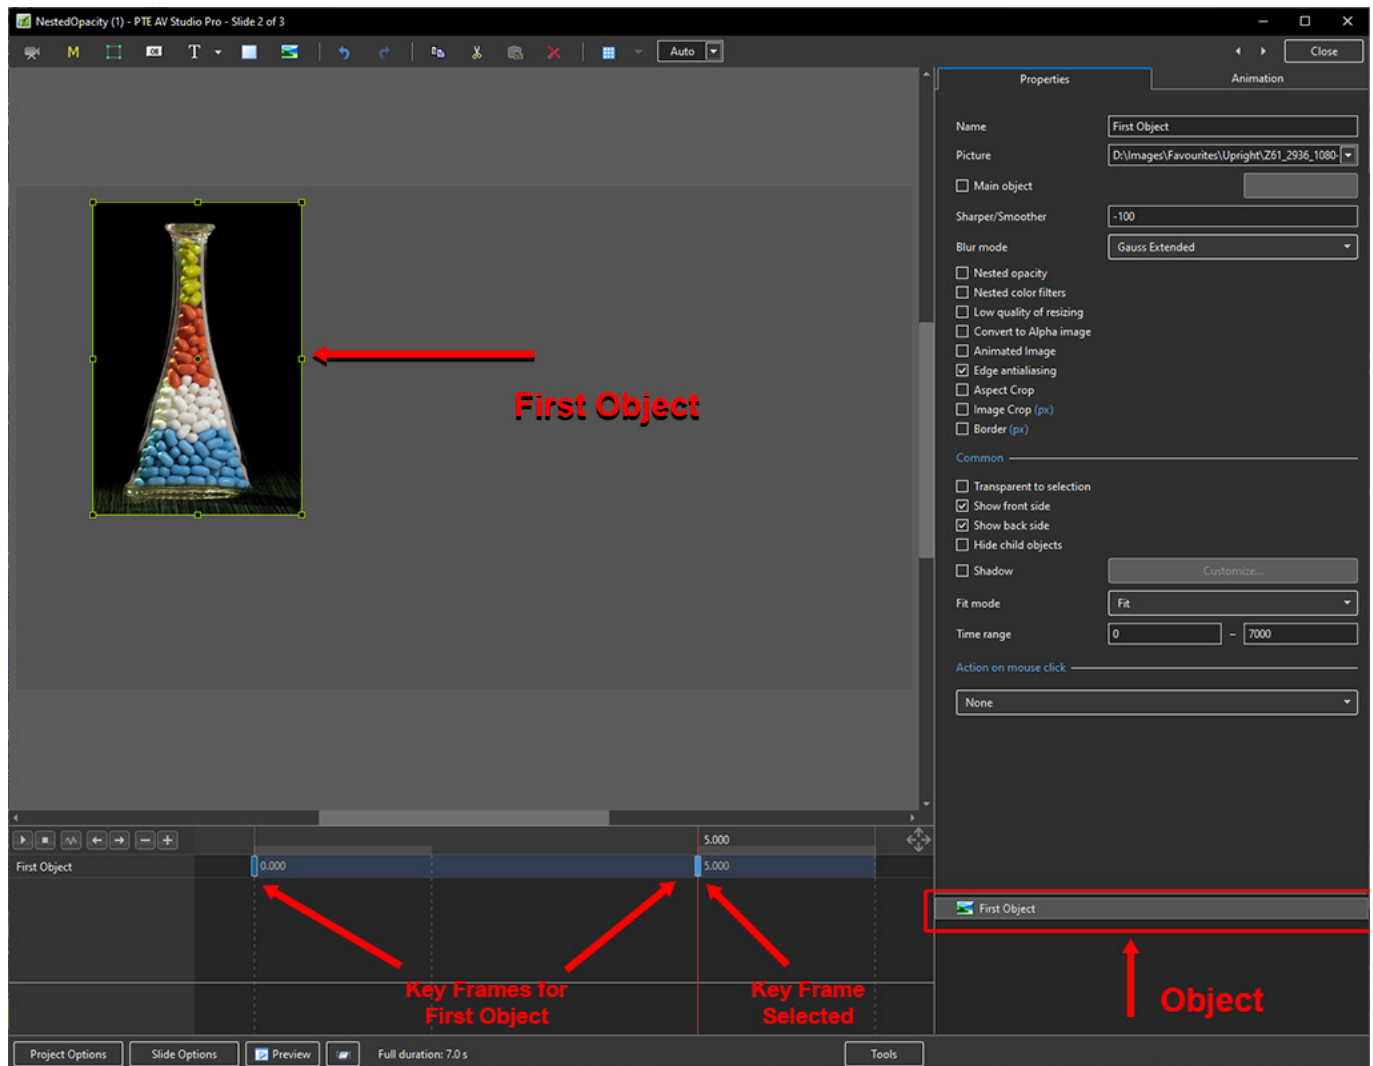 NestedOpacity (1) - PTE AV Studio Pro - Slide 2 of 3
M
OK
T
Auto
Close
Properties
Animation
Name
First Object
Picture
D:\Images\Favourites\Upright\Z61_2936_1080-
Main object
Sharper/Smoother
-100
Blur mode
Gauss Extended
Nested opacity
Nested color filters
Low quality of resizing
Convert to Alpha image
Animated Image
Edge antialiasing
Aspect Crop
Image Crop (px)
Border (px)
Common
Transparent to selection
Show front side
Show back side
Hide child objects
Shadow
Customize...
Fit mode
Fit
Time range
0
–
7000
Action on mouse click
None
First Object
5.000
First Object
0.000
5.000
Key Frames for
First Object
Key Frame
Selected
First Object
Object
Project Options
Slide Options
Preview
Full duration: 7.0 s
Tools